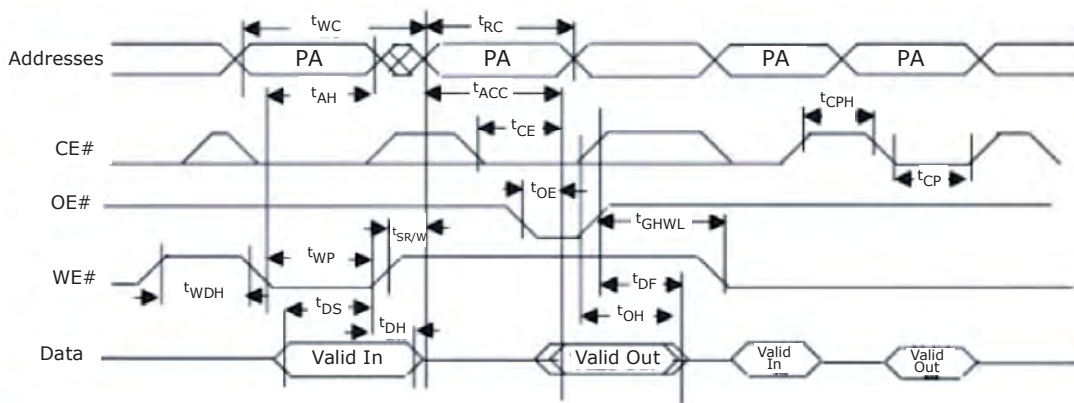 tWC tRC
Addresses PA PA PA PA
tAH tACC
tCPH
CE# tCE
tCP
OE# tOE
tSR/W tGHWL
WE# tWP
tWDH tDF
tDS tOH
tDH
Data Valid In Valid Out Valid In Valid Out